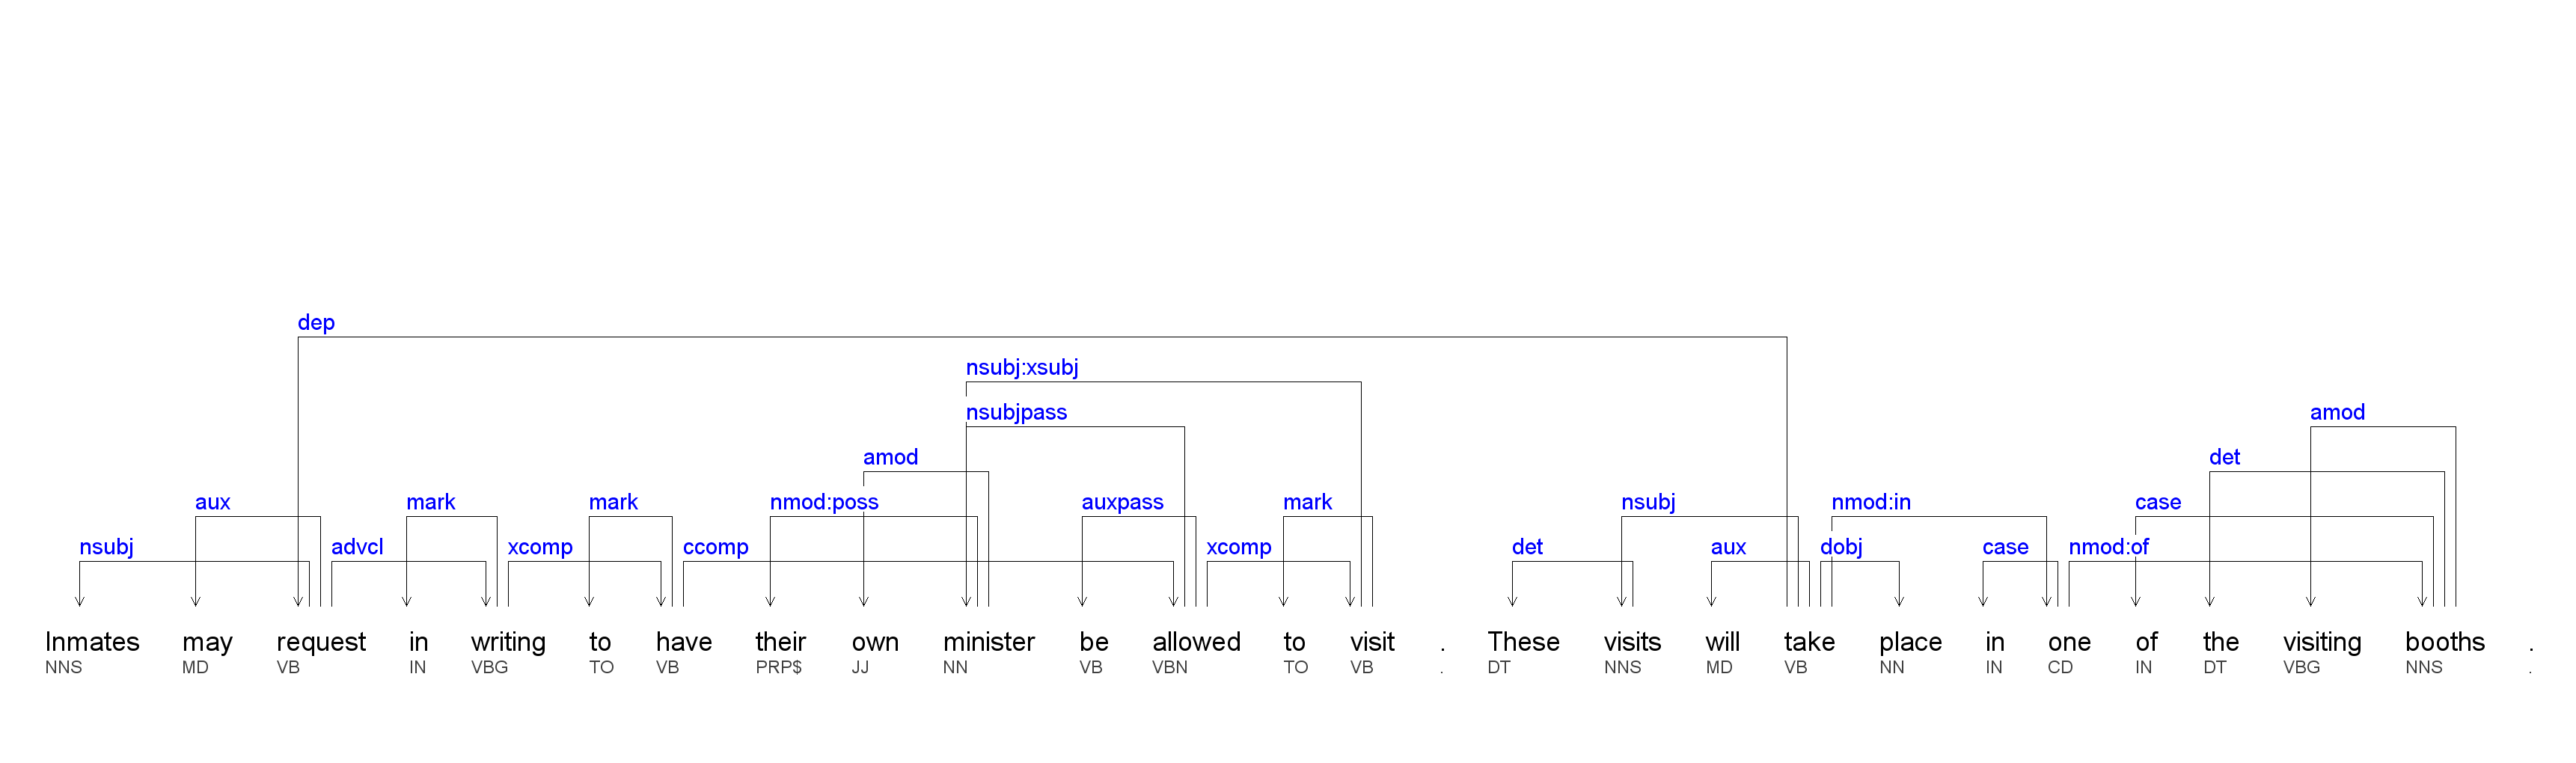 dep
nsubj:xsubj
nsubjpass amod
amod det
aux mark mark nmod:poss auxpass mark nsubj nmod:in case
nsubj advcl xcomp ccomp xcomp det aux dobj case nmod:of
Inmates may request in writing to have their own minister be allowed to visit . These visits will take place in one of the visiting booths .
NNS MD VB IN VBG TO VB PRP$ JJ NN VB VBN TO VB . DT NNS MD VB NN IN CD IN DT VBG NNS .